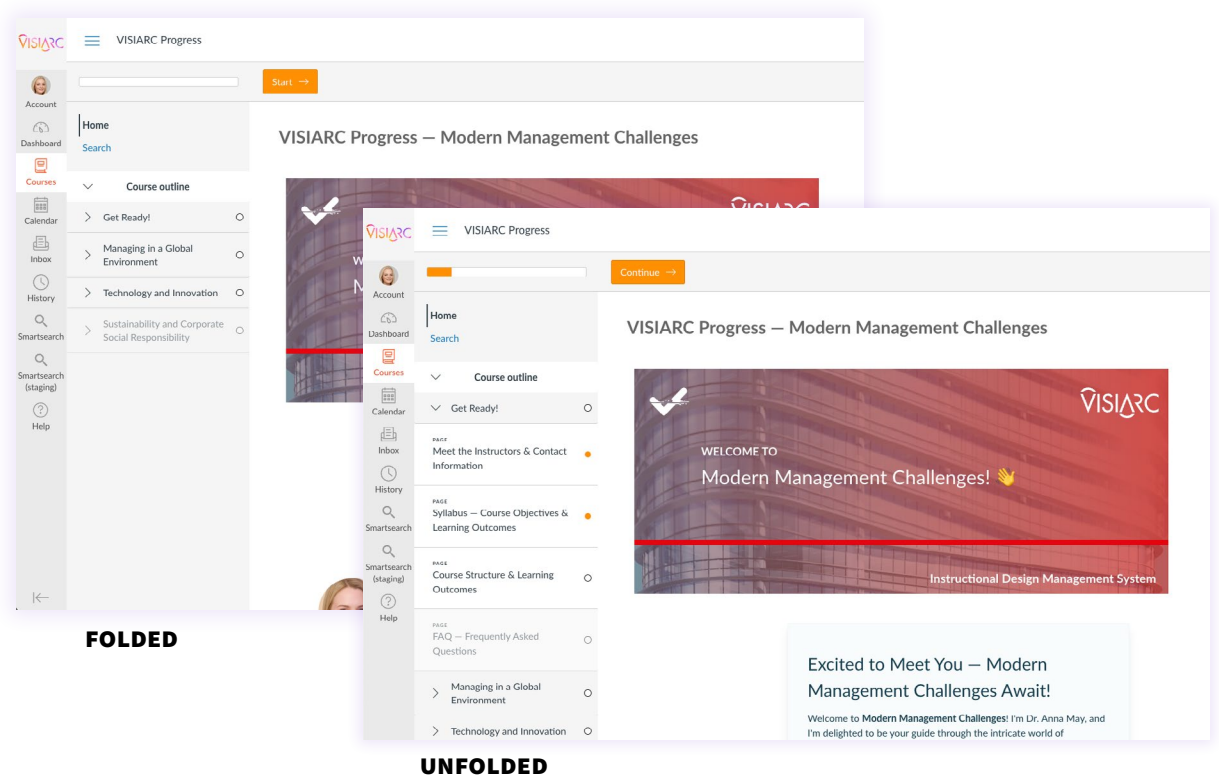 VISIARC
VISIARC Progress
Start →
Account
Dashboard
Courses
Calendar
Inbox
History
Smartsearch
Smartsearch
(staging)
Help
Home
Search
Course outline
Get Ready!
Managing in a Global
Environment
Technology and Innovation
Sustainability and Corporate
Social Responsibility
VISIARC Progress — Modern Management Challenges
VISIARC
W
M
FOLDED
VISIARC
VISIARC Progress
Continue →
Account
Dashboard
Courses
Calendar
Inbox
History
Smartsearch
Smartsearch
(staging)
Help
Home
Search
Course outline
Get Ready!
PAGE
Meet the Instructors & Contact
Information
PAGE
Syllabus — Course Objectives &
Learning Outcomes
PAGE
Course Structure & Learning
Outcomes
PAGE
FAQ — Frequently Asked
Questions
Managing in a Global
Environment
Technology and Innovation
VISIARC Progress — Modern Management Challenges
VISIARC
WELCOME TO
Modern Management Challenges! 👋
Instructional Design Management System
Excited to Meet You — Modern
Management Challenges Await!
Welcome to Modern Management Challenges! I'm Dr. Anna May, and
I'm delighted to be your guide through the intricate world of
UNFOLDED